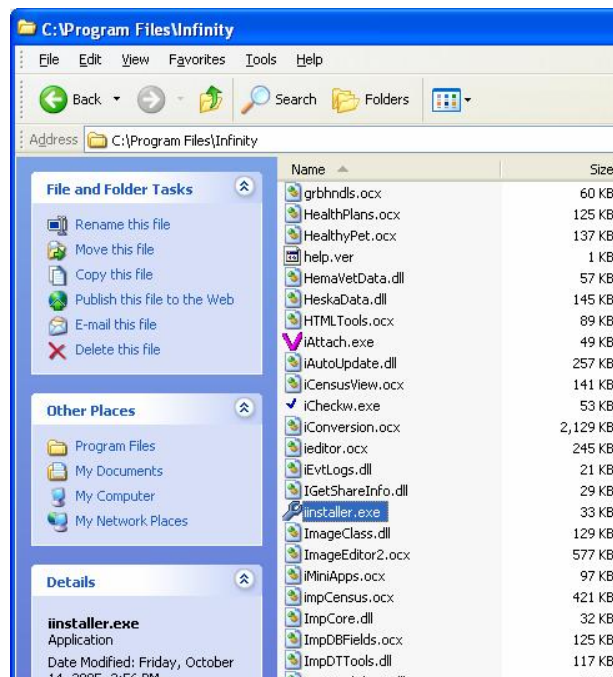 C:\Program Files\Infinity
File Edit View Favorites Tools Help
Back Search Folders
Address C:\Program Files\Infinity
Name Size
File and Folder Tasks
Rename this file
Move this file
Copy this file
Publish this file to the Web
E-mail this file
Delete this file
Other Places
Program Files
My Documents
My Computer
My Network Places
Details
iinstaller.exe
Application
Date Modified: Friday, October
14, 2005, 2:56 PM
grbhndls.ocx 60 KB
HealthPlans.ocx 125 KB
HealthyPet.ocx 137 KB
help.ver 1 KB
HemaVetData.dll 57 KB
HeskaData.dll 145 KB
HTMLTools.ocx 89 KB
iAttach.exe 49 KB
iAutoUpdate.dll 257 KB
iCensusView.ocx 141 KB
iCheckw.exe 53 KB
iConversion.ocx 2,129 KB
ieditor.ocx 245 KB
iEvtLogs.dll 21 KB
IGetShareInfo.dll 29 KB
iinstaller.exe 33 KB
ImageClass.dll 129 KB
ImageEditor2.ocx 577 KB
iMiniApps.ocx 97 KB
impCensus.ocx 421 KB
ImpCore.dll 32 KB
ImpDBFields.ocx 125 KB
ImpDTTools.dll 117 KB